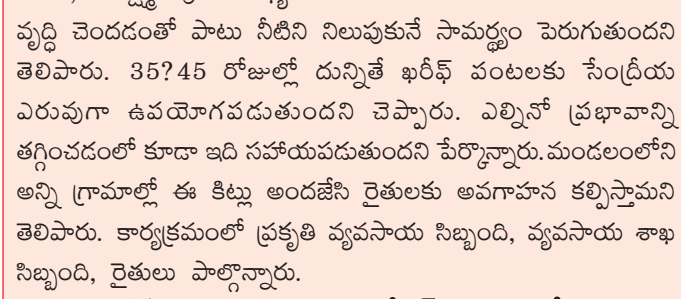 వృద్ధి చెందడంతో పాటు నీటిని నిలుపుకునే సామర్థ్యం పెరుగుతుందని
తెలిపారు. 35?45 రోజుల్లో దున్నితే ఖరీఫ్ పంటలకు సేంద్రీయ
ఎరువుగా ఉపయోగపడుతుందని చెప్పారు. ఎల్నినో ప్రభావాన్ని
తగ్గించడంలో కూడా ఇది సహాయపడుతుందని పేర్కొన్నారు.మండలంలోని
అన్ని గ్రామాల్లో ఈ కిట్లు అందజేసి రైతులకు అవగాహన కల్పిస్తామని
తెలిపారు. కార్యక్రమంలో ప్రకృతి వ్యవసాయ సిబ్బంది, వ్యవసాయ శాఖ
సిబ్బంది, రైతులు పాల్గొన్నారు.